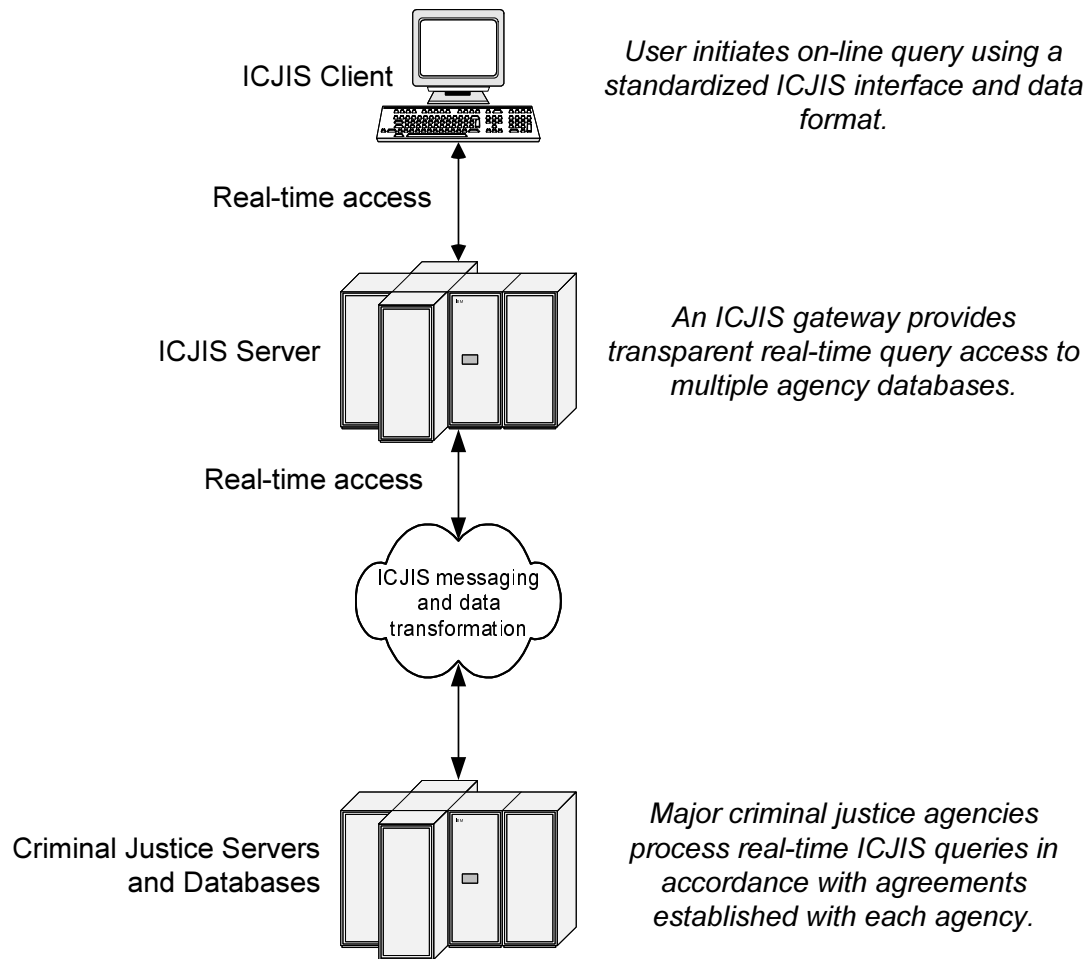 ICJIS Client
User initiates on-line query using a
standardized ICJIS interface and data
format.
Real-time access
ICJIS Server
An ICJIS gateway provides
transparent real-time query access to
multiple agency databases.
Real-time access
ICJIS messaging
and data
transformation
Criminal Justice Servers
and Databases
Major criminal justice agencies
process real-time ICJIS queries in
accordance with agreements
established with each agency.